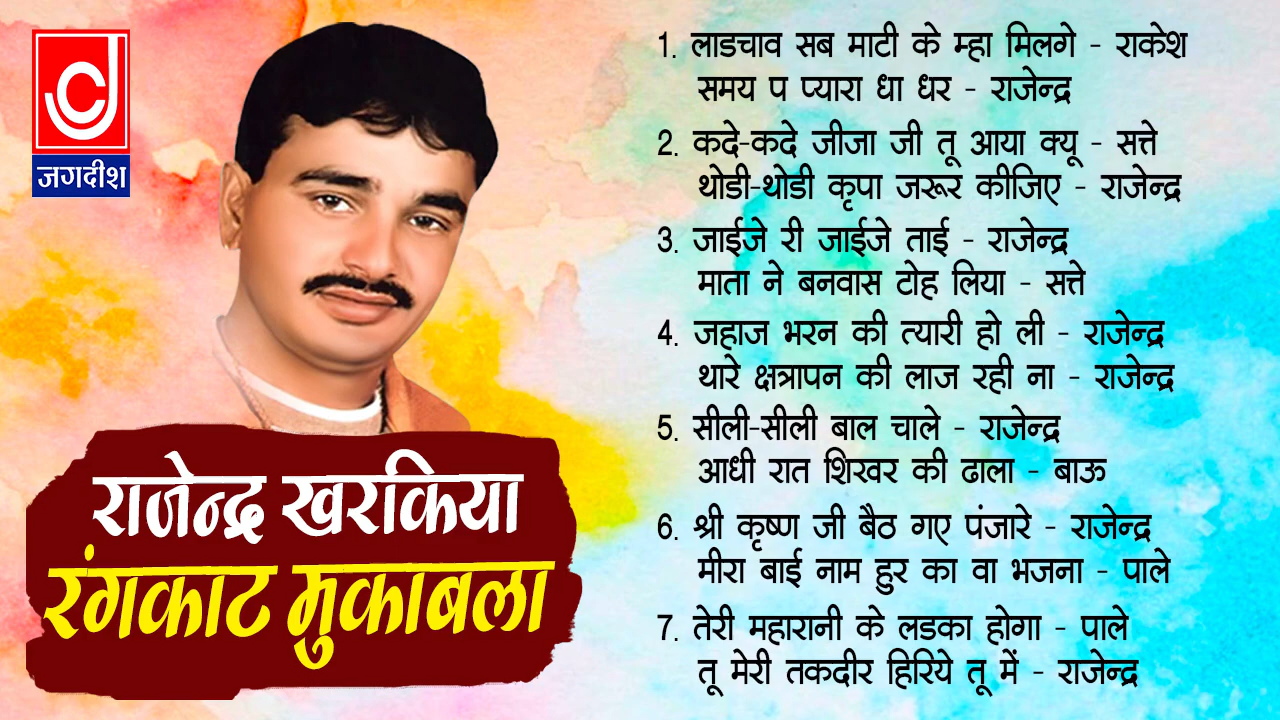 JCD
जगदीश
राजेन्द्र खरकिया
रंगकाट मुकाबला
1. लाडचाव सब माटी के म्हा मिलगे - राकेश
समय प प्यारा धा धर - राजेन्द्र
2. कदे-कदे जीजा जी तू आया क्यू - सत्ते
थोडी-थोडी कृपा जरूर कीजिए - राजेन्द्र
3. जाईजे री जाईजे ताई - राजेन्द्र
माता ने बनवास टोह लिया - सत्ते
4. जहाज भरन की त्यारी हो ली - राजेन्द्र
थारे क्षत्रापन की लाज रही ना - राजेन्द्र
5. सीली-सीली बाल चाले - राजेन्द्र
आधी रात शिखर की ढाला - बाऊ
6. श्री कृष्ण जी बैठ गए पंजारे - राजेन्द्र
मीरा बाई नाम हुर का वा भजना - पाले
7. तेरी महारानी के लडका होगा - पाले
तू मेरी तकदीर हिरिये तू में - राजेन्द्र